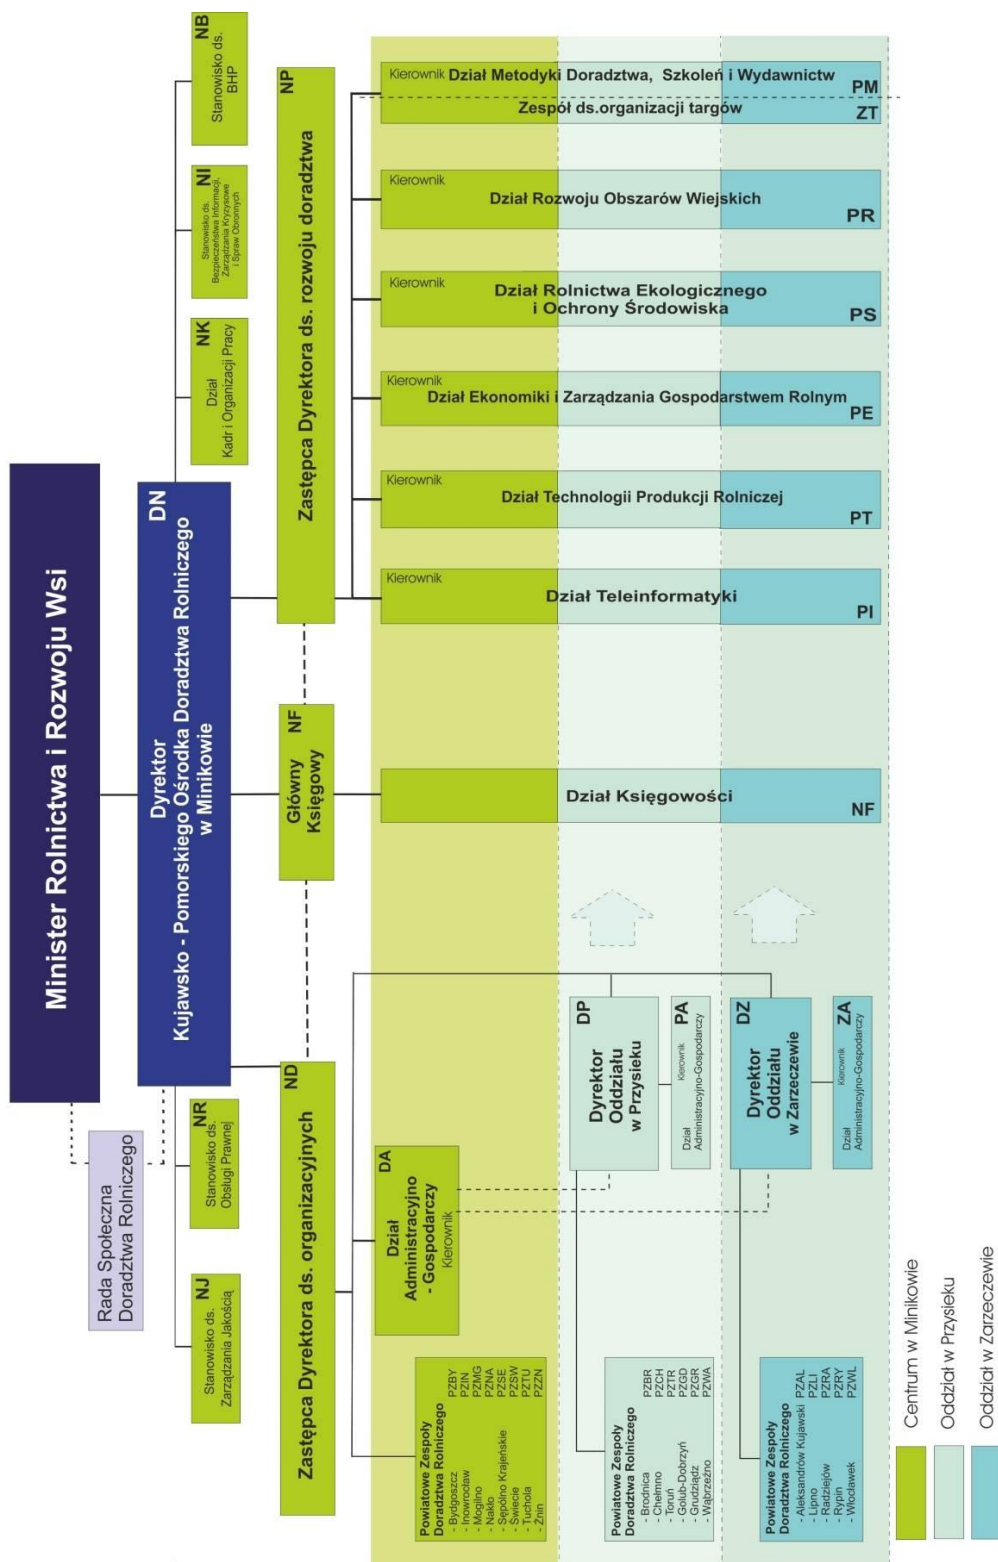 Minister Rolnictwa i Rozwoju Wsi
Rada Społeczna
Doradztwa Rolniczego
DN
Dyrektor
Kujawsko - Pomorskiego Ośrodka Doradztwa Rolniczego
w Minikowie
NJ
Stanowisko ds.
Zarządzania Jakością
NR
Stanowisko ds.
Obsługi Prawnej
NK
Dział
Kadr i Organizacji Pracy
NI
Stanowisko ds.
Bezpieczeństwa Informacji,
Zarządzania Kryzysowe
i Spraw Obronnych
NB
Stanowisko ds.
BHP
ND
Zastępca Dyrektora ds. organizacyjnych
NF
Główny
Księgowy
NP
Zastępca Dyrektora ds. rozwoju doradztwa
Powiatowe Zespoły
Doradztwa Rolniczego
- Bydgoszcz PZBY
- Inowrocław PZIN
- Mogilno PZMG
- Nakło PZNA
- Sępólno Krajeńskie PZSE
- Świecie PZSW
- Tuchola PZTU
- Żnin PZZN
DA
Dział
Administracyjno
- Gospodarczy
Kierownik
Powiatowe Zespoły
Doradztwa Rolniczego
- Brodnica PZBR
- Chełmno PZCH
- Toruń PZTR
- Golub-Dobrzyń PZGD
- Grudziądz PZGR
- Wąbrzeźno PZWA
DP
Dyrektor
Oddziału
w Przysieku
PA
Kierownik
Dział
Administracyjno-Gospodarczy
Powiatowe Zespoły
Doradztwa Rolniczego
- Aleksandrów Kujawski PZAL
- Lipno PZLI
- Radziejów PZRA
- Rypin PZRY
- Włocławek PZWL
DZ
Dyrektor
Oddziału
w Zarzeczewie
ZA
Kierownik
Dział
Administracyjno-Gospodarczy
Dział Księgowości
NF
Kierownik
Dział Teleinformatyki
PI
Kierownik
Dział Technologii Produkcji Rolniczej
PT
Kierownik
Dział Ekonomiki i Zarządzania Gospodarstwem Rolnym
PE
Kierownik
Dział Rolnictwa Ekologicznego
i Ochrony Środowiska
PS
Kierownik
Dział Rozwoju Obszarów Wiejskich
PR
Kierownik
Dział Metodyki Doradztwa, Szkoleń i Wydawnictw
PM
Zespół ds.organizacji targów
ZT
Centrum w Minikowie
Oddział w Przysieku
Oddział w Zarzeczewie